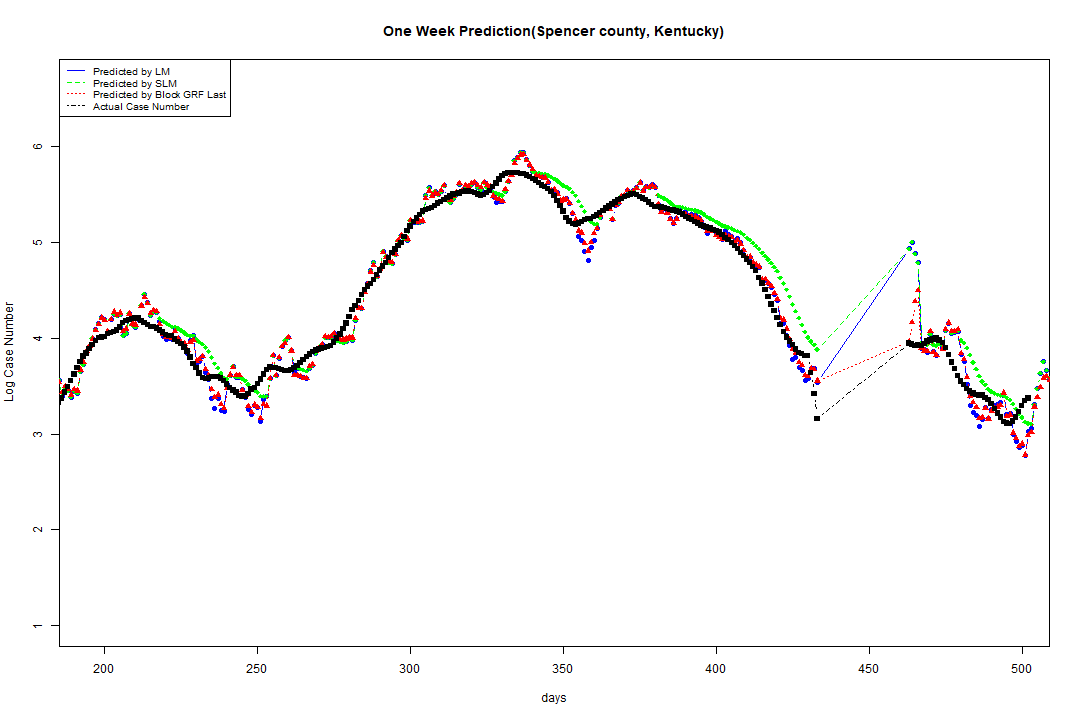 One Week Prediction(Spencer county, Kentucky)
Predicted by LM
Predicted by SLM
Predicted by Block GRF Last
Actual Case Number
Log Case Number
6
5
4
3
2
1
200 250 300 350 400 450 500
days